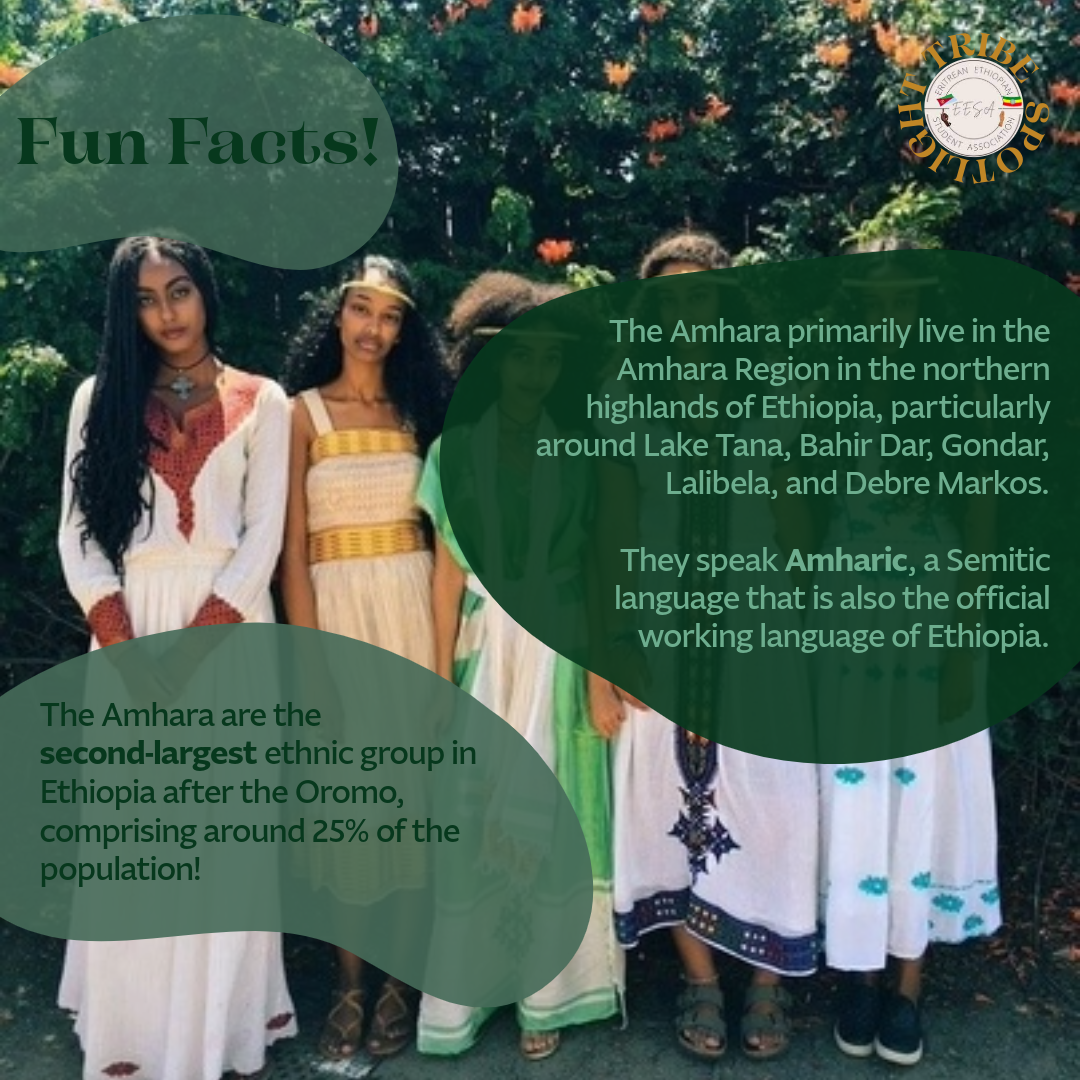 Fun Facts!
TRIBE SPOTLIGHT
ERITREAN ETHIOPIAN
EESA
STUDENT ASSOCIATION
The Amhara primarily live in the
Amhara Region in the northern
highlands of Ethiopia, particularly
around Lake Tana, Bahir Dar, Gondar,
Lalibela, and Debre Markos.
They speak Amharic, a Semitic
language that is also the official
working language of Ethiopia.
The Amhara are the
second-largest ethnic group in
Ethiopia after the Oromo,
comprising around 25% of the
population!